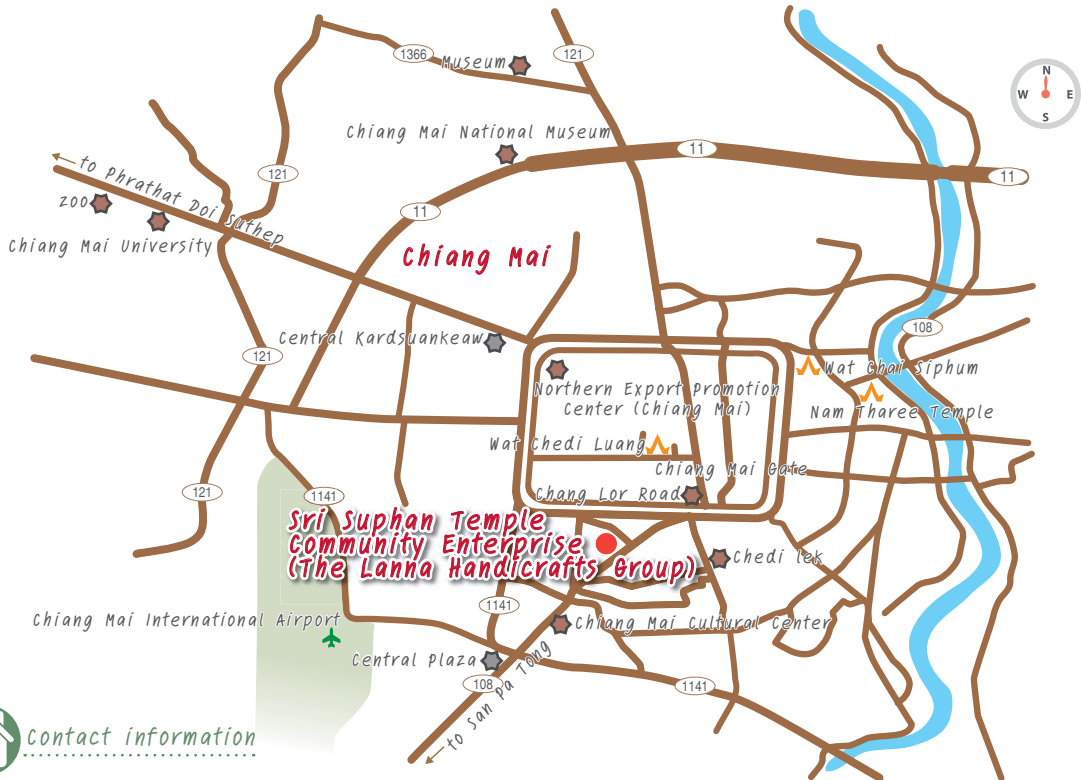 121
1366
Museum
N
W E
S
Chiang Mai National Museum
11
11
to Phrathat Doi Suthep
121
zoo
11
Chiang Mai University
Chiang Mai
108
Central Kardsuankeaw
121
Wat Chai Siphum
Northern Export Promotion
Center (Chiang Mai)
Nam Tharee Temple
Wat Chedi Luang
Chiang Mai Gate
121
1141
Chang Lor Road
Sri Suphan Temple
Community Enterprise
(The Lanna Handicrafts Group)
Chedi lek
1141
Chiang Mai International Airport
Chiang Mai Cultural Center
Central Plaza
108
1141
to San Pa Tong
Contact information